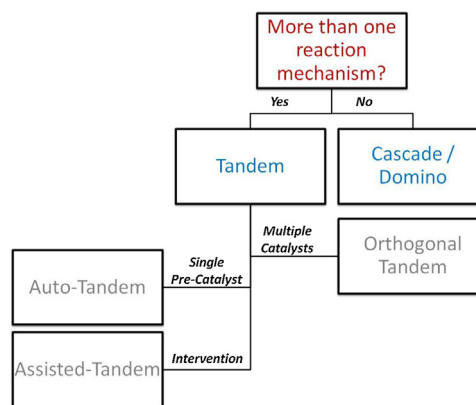 More than one
reaction
mechanism?
Yes
No
Tandem
Cascade /
Domino
Multiple
Catalysts
Orthogonal
Tandem
Single
Pre-Catalyst
Auto-Tandem
Intervention
Assisted-Tandem